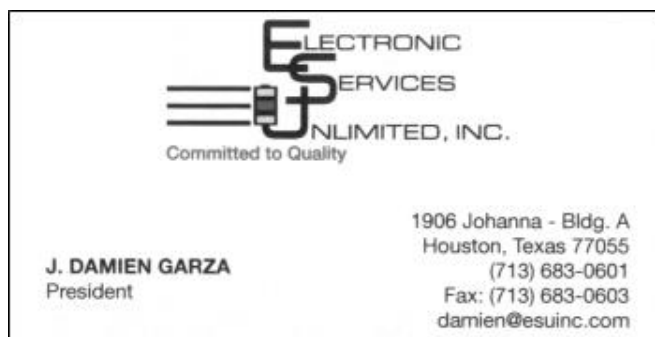 ELECTRONIC
SERVICES
UNLIMITED, INC.
Committed to Quality
J. DAMIEN GARZA
President
1906 Johanna - Bldg. A
Houston, Texas 77055
(713) 683-0601
Fax: (713) 683-0603
damien@esuinc.com